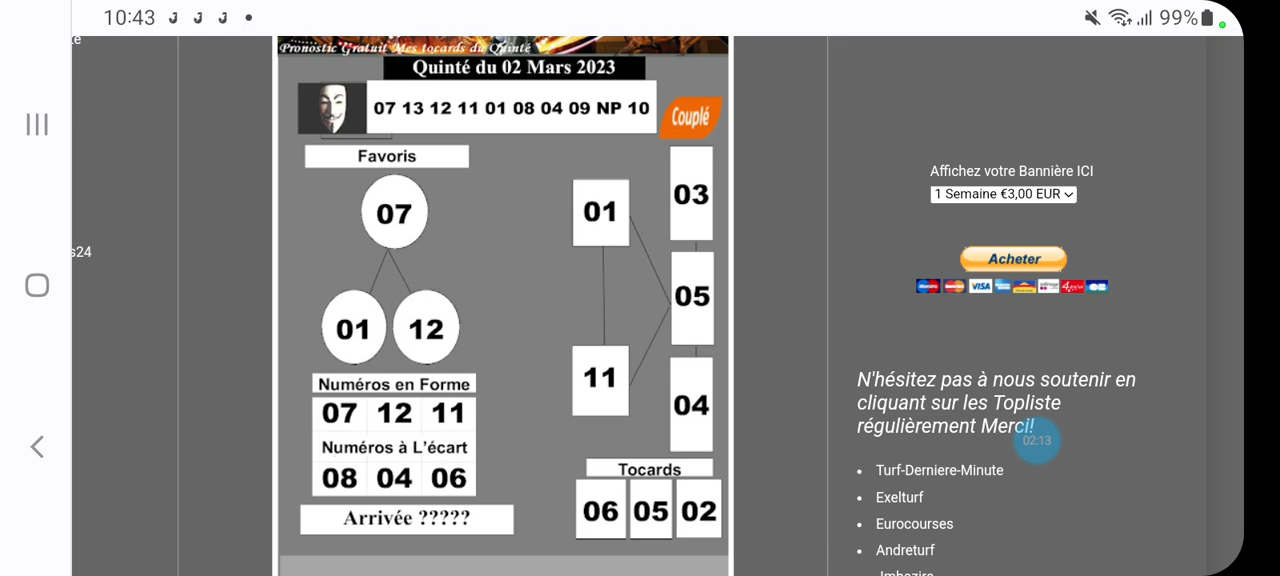 10:43
99%
Pronostic Gratuit Mes tocards du Quinté
Quinté du 02 Mars 2023
07 13 12 11 01 08 04 09 NP 10
Couplé
Favoris
07
01 12
Numéros en Forme
07 12 11
Numéros à L'écart
08 04 06
Arrivée ?????
01
11
03
05
04
Tocards
06 05 02
s24
Affichez votre Bannière ICI
1 Semaine €3,00 EUR
Acheter
VISA
N'hésitez pas à nous soutenir en
cliquant sur les Topliste
régulièrement Merci!
02:13
Turf-Derniere-Minute
Exelturf
Eurocourses
Andreturf